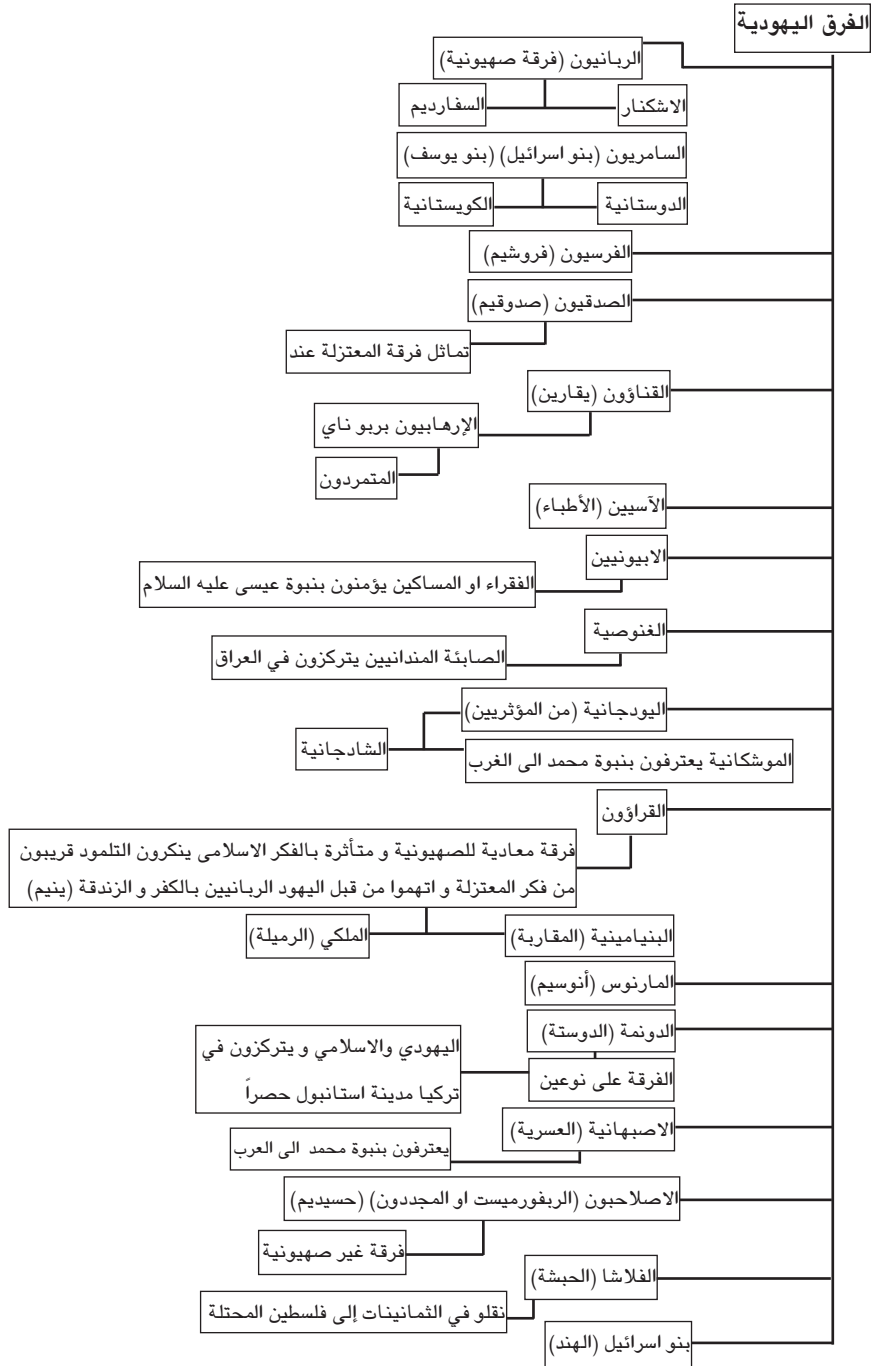 الفرق اليهودية
الربانيون (فرقة صهيونية)
الاشكنار
السفارديم
السامريون (بنو اسرائيل) (بنو يوسف)
الدوستانية
الكويستانية
الفرسيون (فروشيم)
الصدقيون (صدوقيم)
تماثل فرقة المعتزلة عند
القناؤون (يقارين)
الإرهابيون بربو ناي
المتمردون
الآسيين (الأطباء)
الابيونيين
الفقراء او المساكين يؤمنون بنبوة عيسى عليه السلام
الغنوصية
الصابئة المندانيين يتركزون في العراق
اليودجانية (من المؤثريين)
الشادجانية
الموشكانية يعترفون بنبوة محمد الى الغرب
القراؤون
فرقة معادية للصهيونية و متأثرة بالفكر الاسلامى ينكرون التلمود قريبون
من فكر المعتزلة و اتهموا من قبل اليهود الربانيين بالكفر و الزندقة (ينيم)
البنيامينية (المقاربة)
الملكي (الرميلة)
المارنوس (أنوسيم)
الدونمة (الدوستة)
الفرقة على نوعين
اليهودي والاسلامي و يتركزون في
تركيا مدينة استانبول حصراً
الاصبهانية (العسرية)
يعترفون بنبوة محمد الى العرب
الاصلاحبون (الريفورميست او المجددون) (حسيديم)
فرقة غير صهيونية
الفلاشا (الحبشة)
نقلو في الثمانينات إلى فلسطين المحتلة
بنو اسرائيل (الهند)